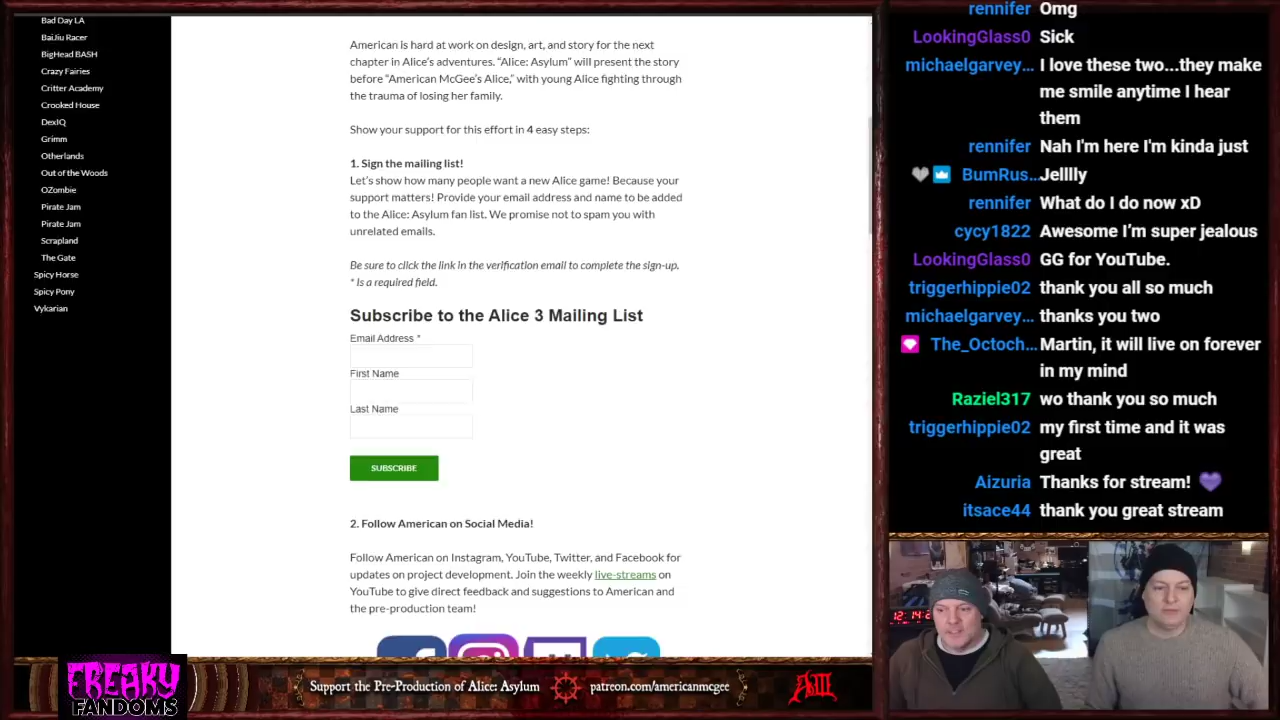 Bad Day LA
BaiJiu Racer
BigHead BASH
Crazy Fairies
Critter Academy
Crooked House
DexIQ
Grimm
Otherlands
Out of the Woods
OZombie
Pirate Jam
Pirate Jam
Scrapland
The Gate
Spicy Horse
Spicy Pony
Vykarian
American is hard at work on design, art, and story for the next
chapter in Alice's adventures. “Alice: Asylum” will present the story
before “American McGee's Alice,” with young Alice fighting through
the trauma of losing her family.
Show your support for this effort in 4 easy steps:
1. Sign the mailing list!
Let's show how many people want a new Alice game! Because your
support matters! Provide your email address and name to be added
to the Alice: Asylum fan list. We promise not to spam you with
unrelated emails.
Be sure to click the link in the verification email to complete the sign-up.
* Is a required field.
Subscribe to the Alice 3 Mailing List
Email Address *
First Name
Last Name
SUBSCRIBE
2. Follow American on Social Media!
Follow American on Instagram, YouTube, Twitter, and Facebook for
updates on project development. Join the weekly live-streams on
YouTube to give direct feedback and suggestions to American and
the pre-production team!
rennifer Omg
LookingGlass0 Sick
michaelgarvey… I love these two...they make
me smile anytime I hear
them
rennifer Nah I'm here I'm kinda just
BumRus… Jelllly
rennifer What do I do now xD
cycy1822 Awesome I'm super jealous
LookingGlass0 GG for YouTube.
triggerhippie02 thank you all so much
michaelgarvey… thanks you two
The_Octoch… Martin, it will live on forever
in my mind
Raziel317 wo thank you so much
triggerhippie02 my first time and it was
great
Aizuria Thanks for stream!
itsace44 thank you great stream
FREAKY
FANDOMS
Support the Pre-Production of Alice: Asylum
patreon.com/americanmcgee